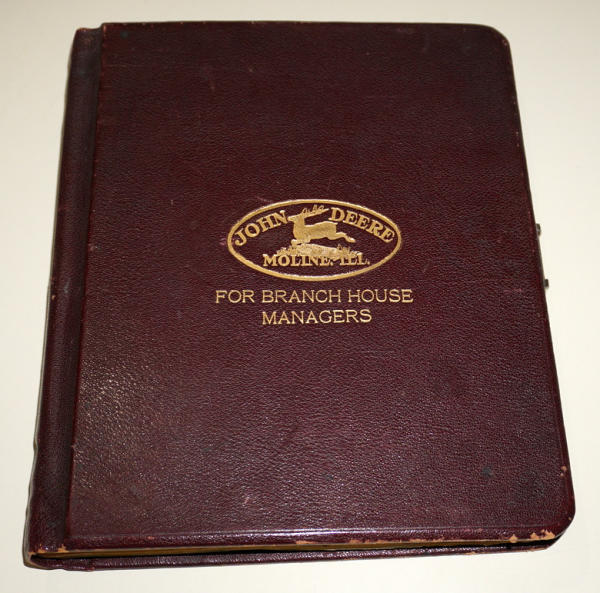 JOHN DEERE
MOLINE, ILL.
FOR BRANCH HOUSE
MANAGERS